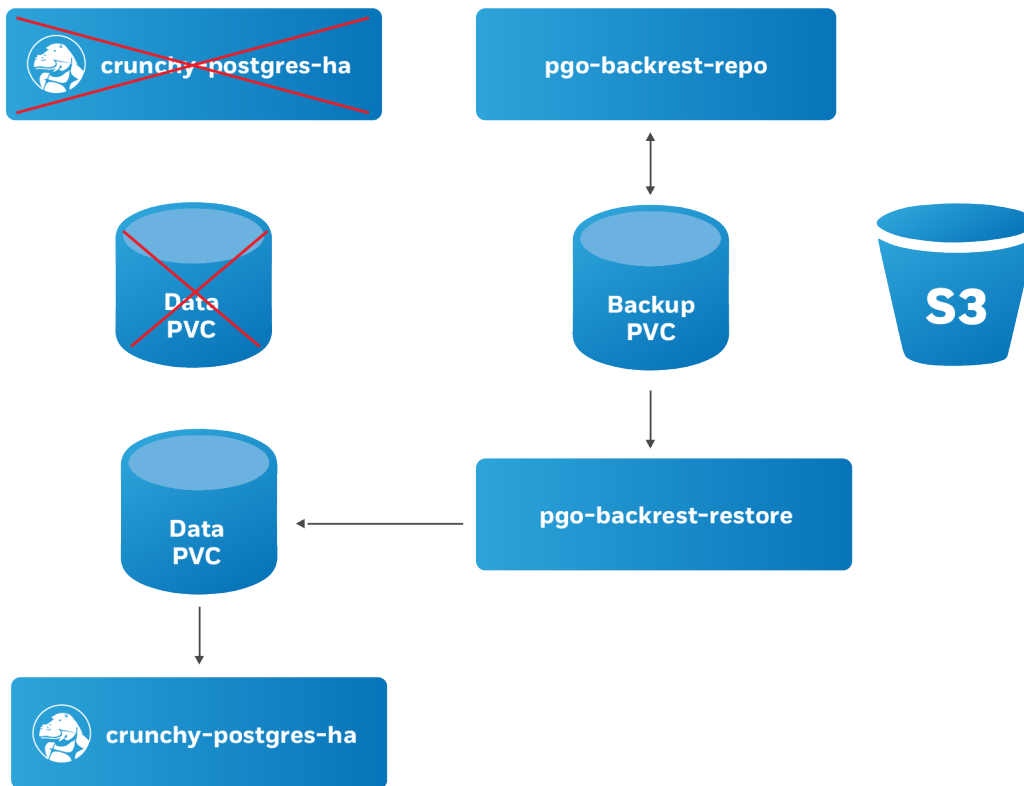 crunchy-postgres-ha
pgo-backrest-repo
Data
PVC
Backup
PVC
S3
Data
PVC
pgo-backrest-restore
crunchy-postgres-ha